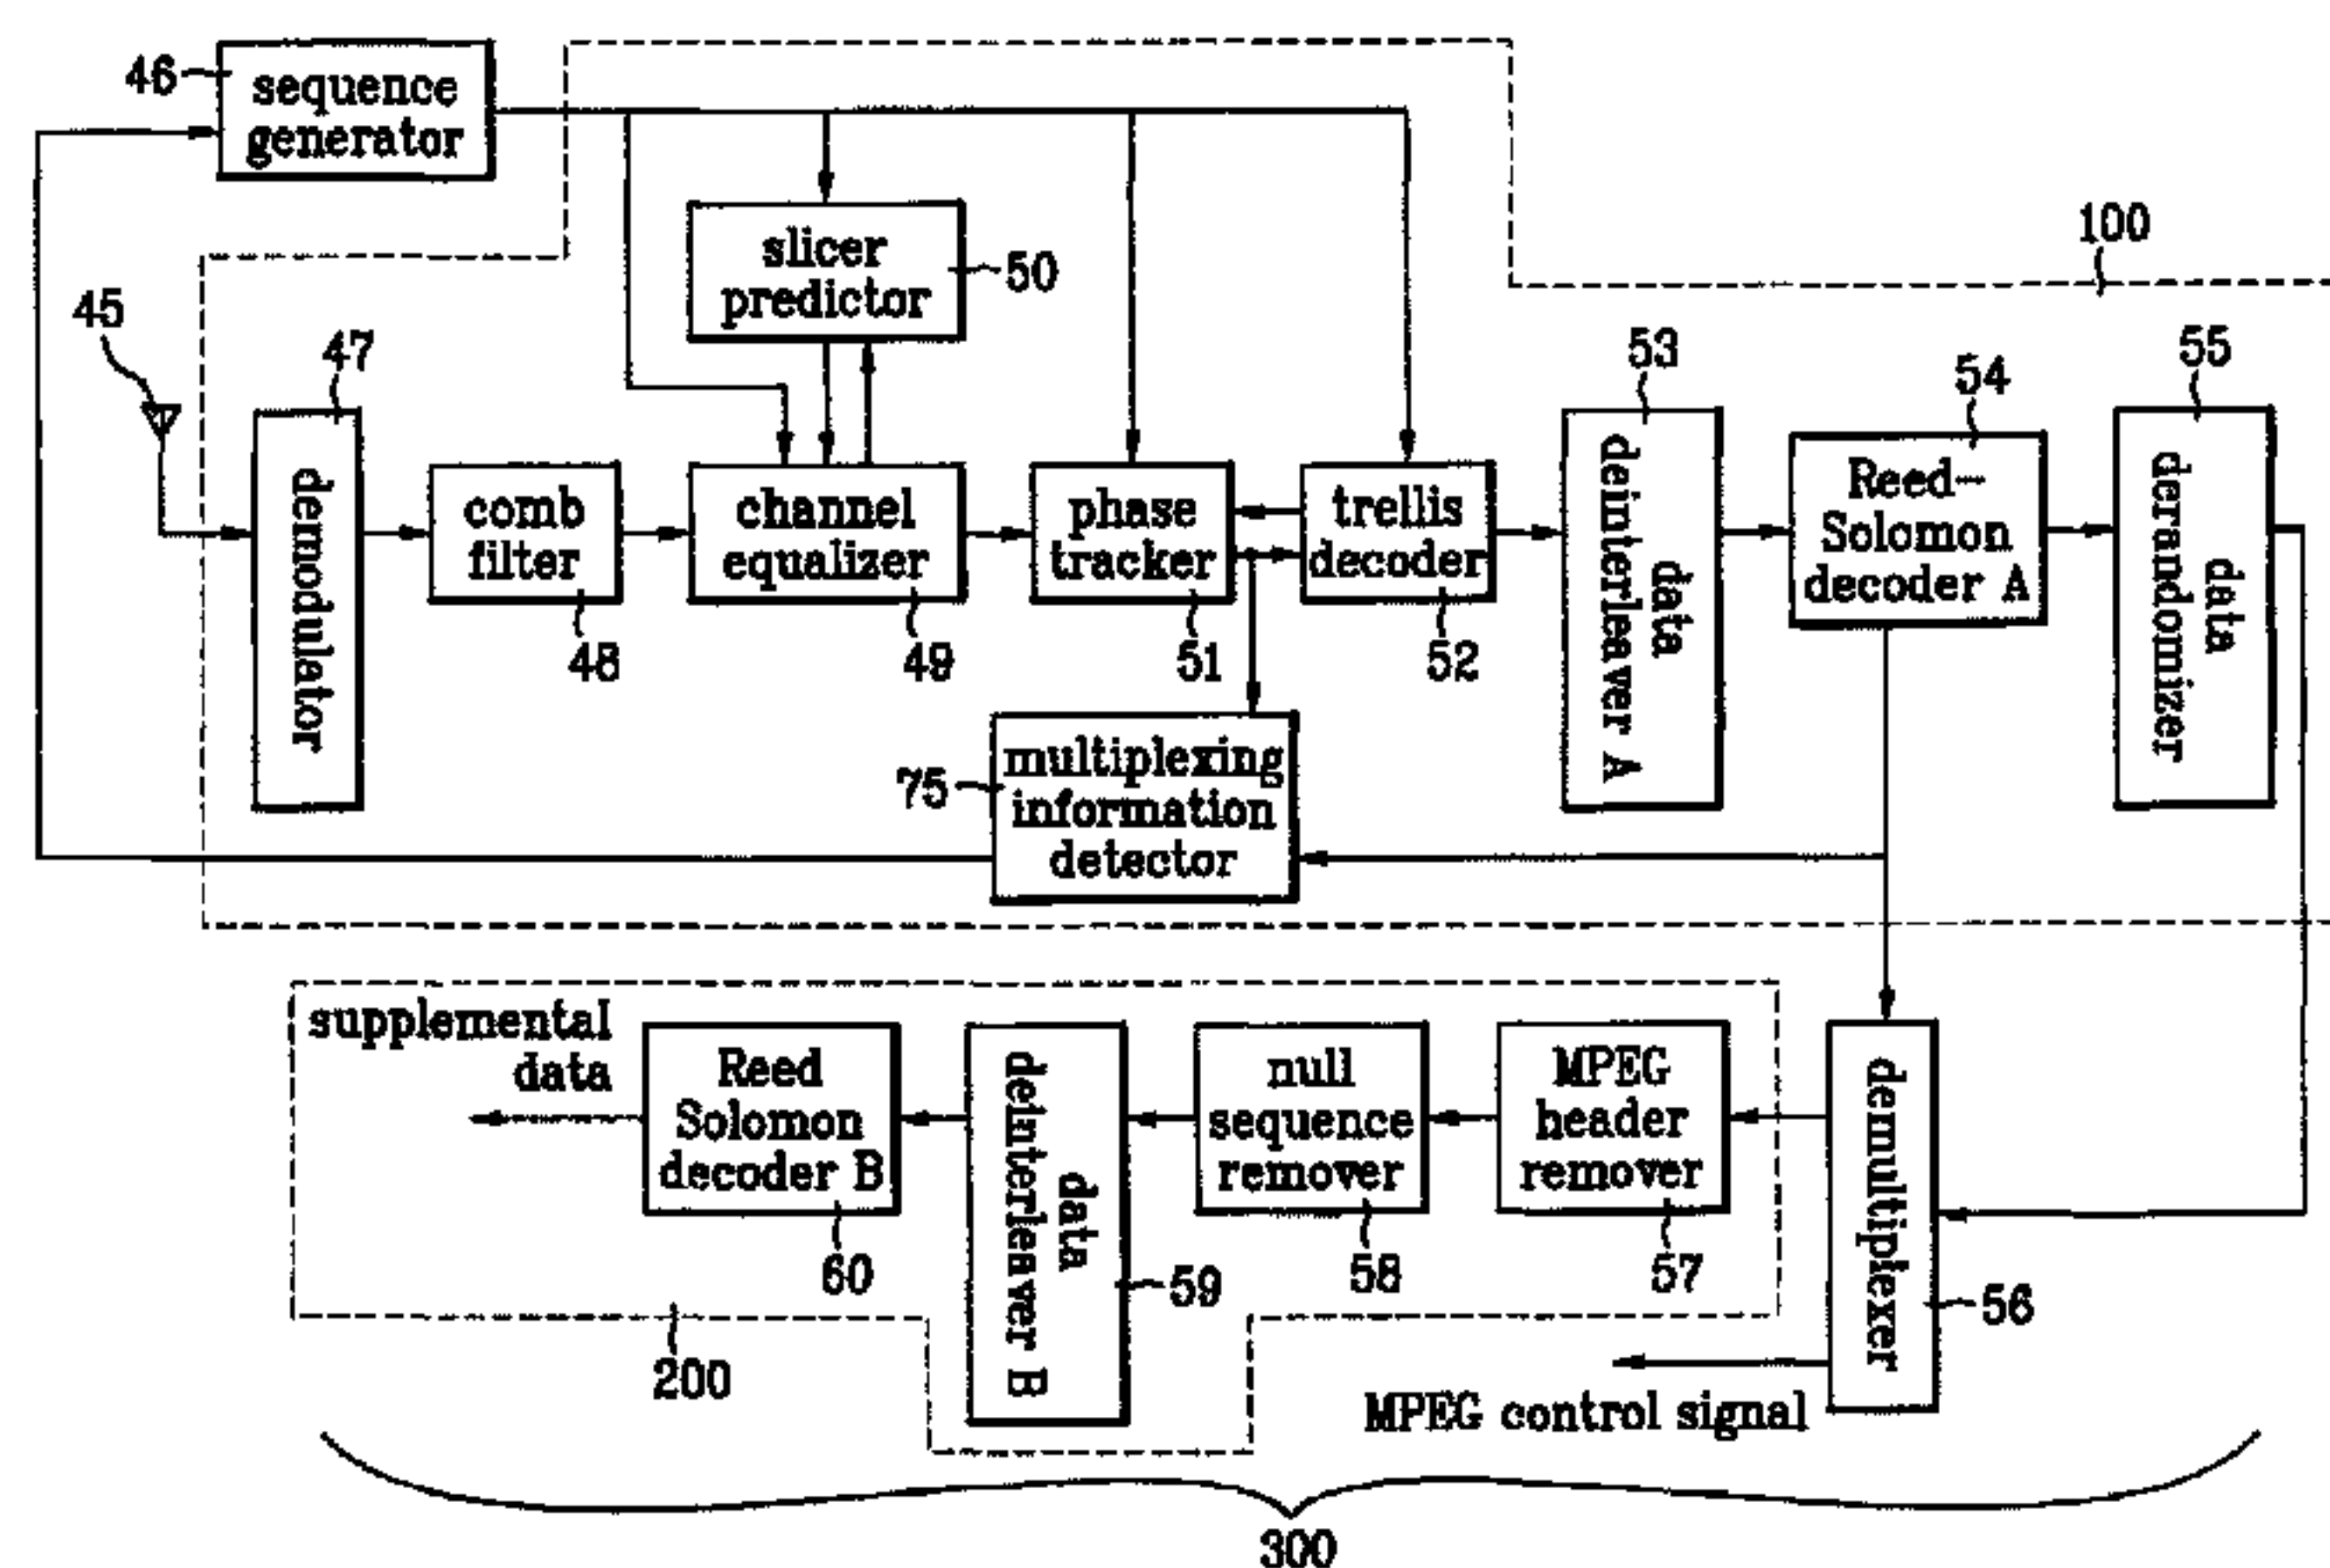 46
sequence
generator
100
slicer
predictor
50
45
47
53
54
55
demodulator
comb
filter
48
channel
equalizer
49
phase
tracker
51
trellis
decoder
52
data
deinterleaver A
Reed-
Solomon
decoder A
data
derandomizer
75
multiplexing
information
detector
supplemental
data
Reed
Solomon
decoder B
60
data
deinterleaver B
59
null
sequence
remover
58
MPEG
header
remover
57
demultiplexer
56
200
MPEG control signal
300